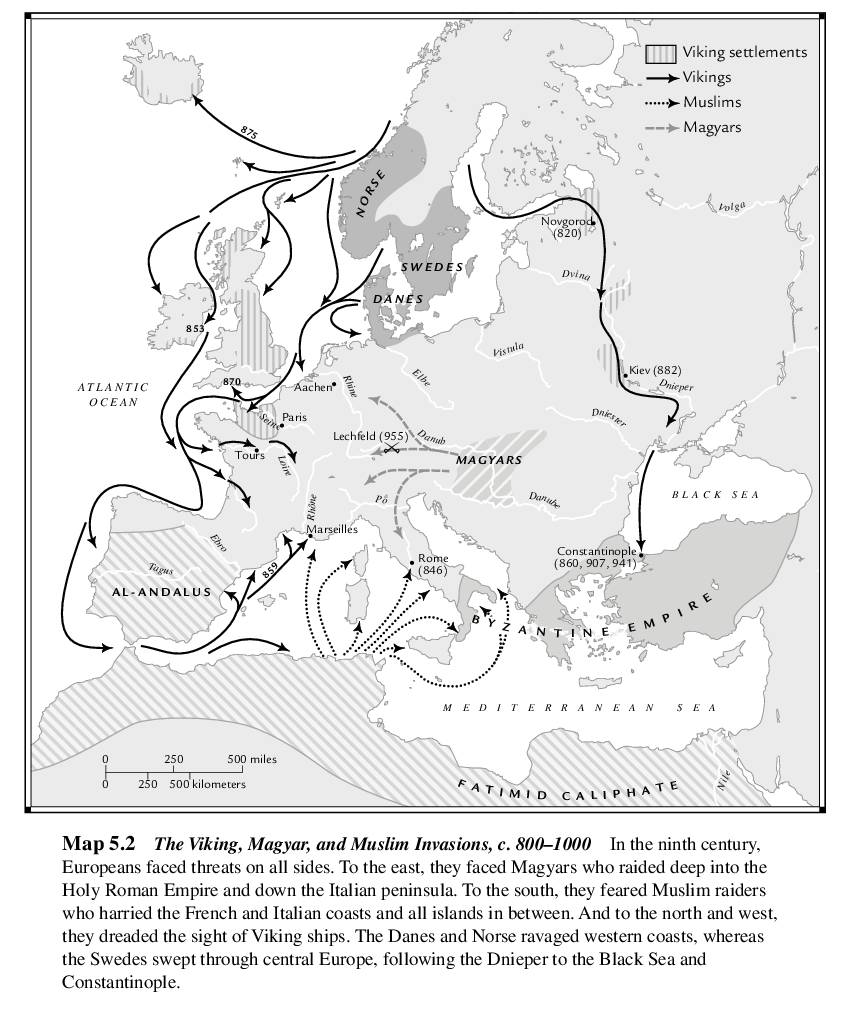 Viking settlements
Vikings
Muslims
Magyars
875
NORSE
Volga
Novgorod
(820)
SWEDES
Dvina
DANES
853
Vistula
Kiev (882)
Dnieper
ATLANTIC
OCEAN
870
Aachen
Rhine
Elbe
Dniester
Seine
Paris
Lechfeld (955)
Danub
Tours
Loire
MAGYARS
BLACK SEA
Rhône
Po
Danube
Marseilles
Ebro
Constantinople
(860, 907, 941)
Rome
(846)
859
Tagus
AL-ANDALUS
BYZANTINE EMPIRE
MEDITERRANEAN SEA
0 250 500 miles
0 250 500 kilometers
FATIMID CALIPHATE
Nile
Map 5.2 The Viking, Magyar, and Muslim Invasions, c. 800–1000 In the ninth century,
Europeans faced threats on all sides. To the east, they faced Magyars who raided deep into the
Holy Roman Empire and down the Italian peninsula. To the south, they feared Muslim raiders
who harried the French and Italian coasts and all islands in between. And to the north and west,
they dreaded the sight of Viking ships. The Danes and Norse ravaged western coasts, whereas
the Swedes swept through central Europe, following the Dnieper to the Black Sea and
Constantinople.